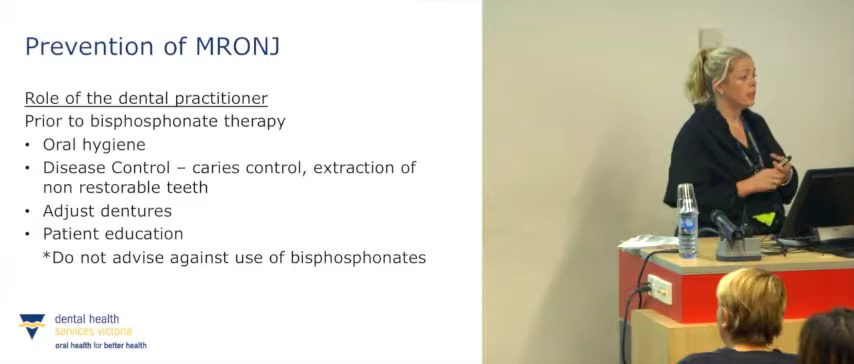 Prevention of MRONJ
Role of the dental practitioner
Prior to bisphosphonate therapy
• Oral hygiene
• Disease Control – caries control, extraction of
non restorable teeth
• Adjust dentures
• Patient education
*Do not advise against use of bisphosphonates
dental health
services victoria
oral health for better health